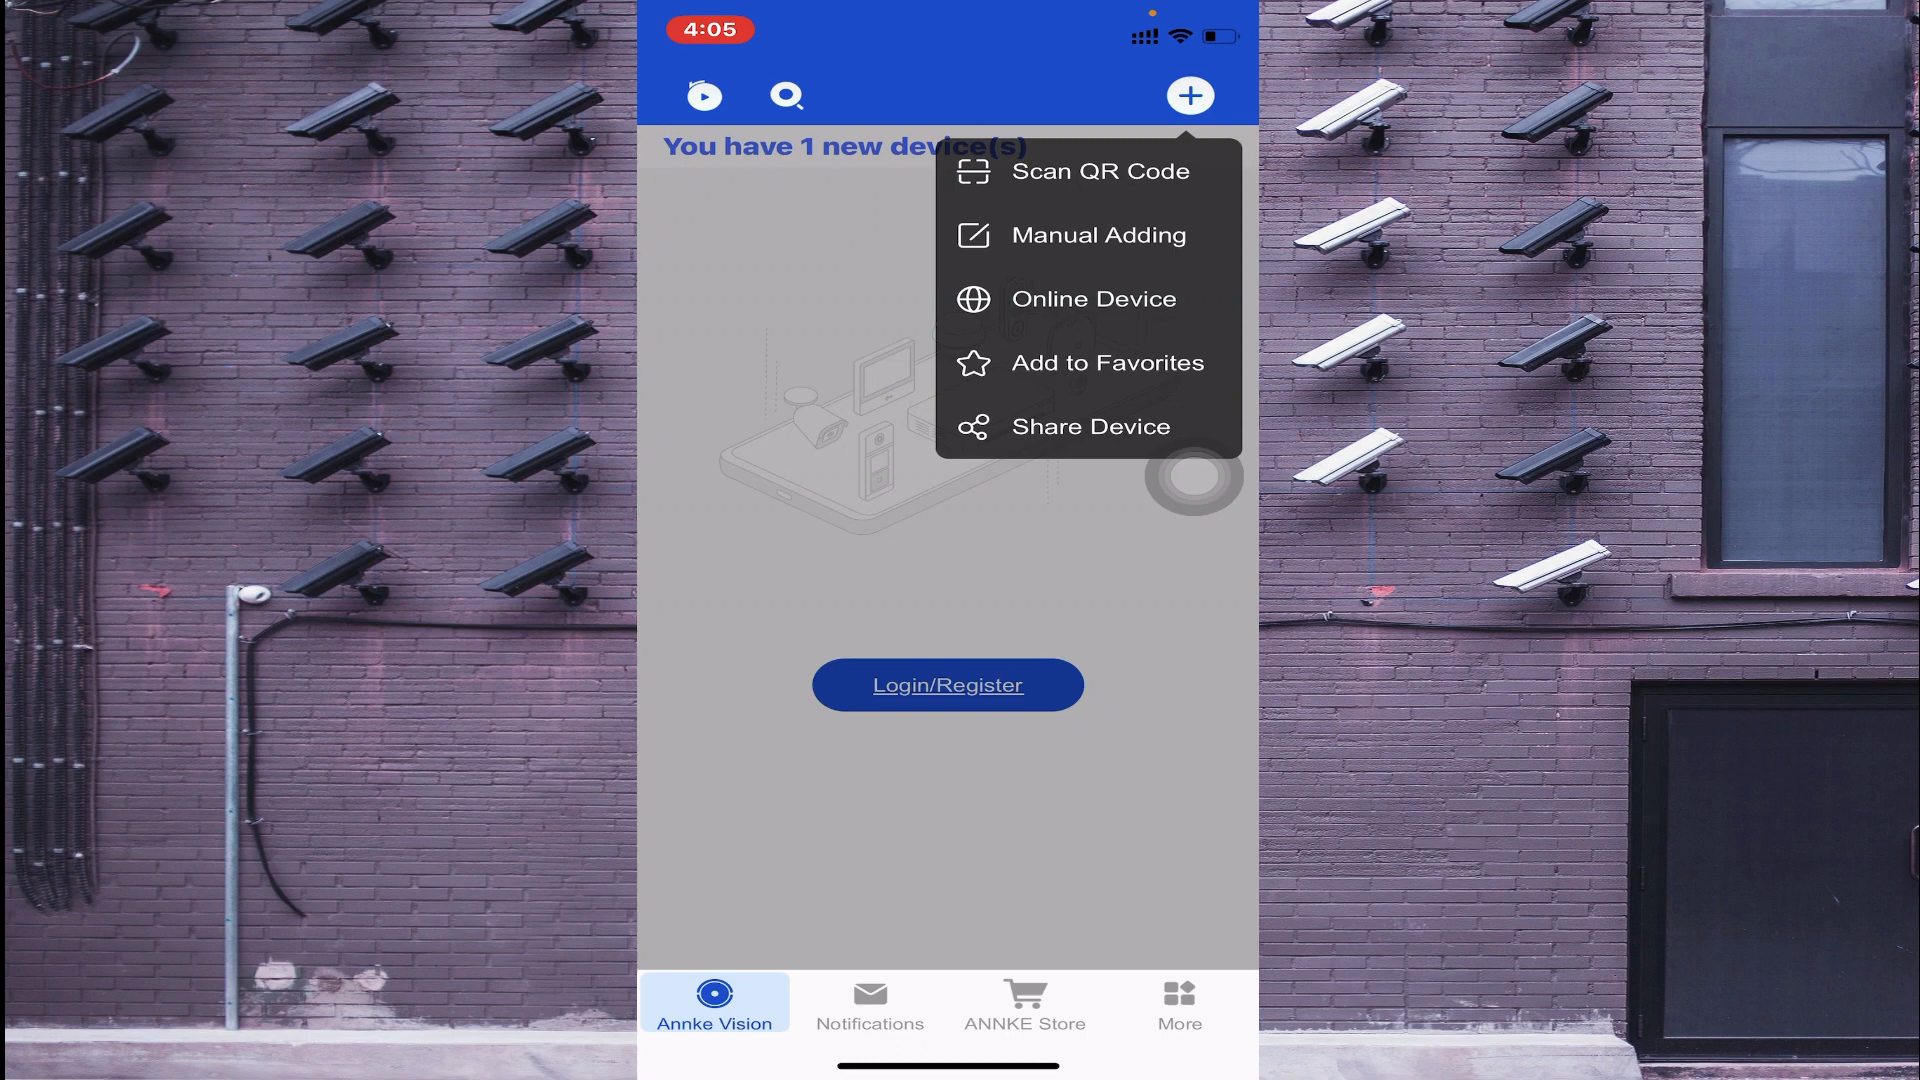 4:05
You have 1 new device(s)
Scan QR Code
Manual Adding
Online Device
Add to Favorites
Share Device
Login/Register
Annke Vision
Notifications
ANNKE Store
More